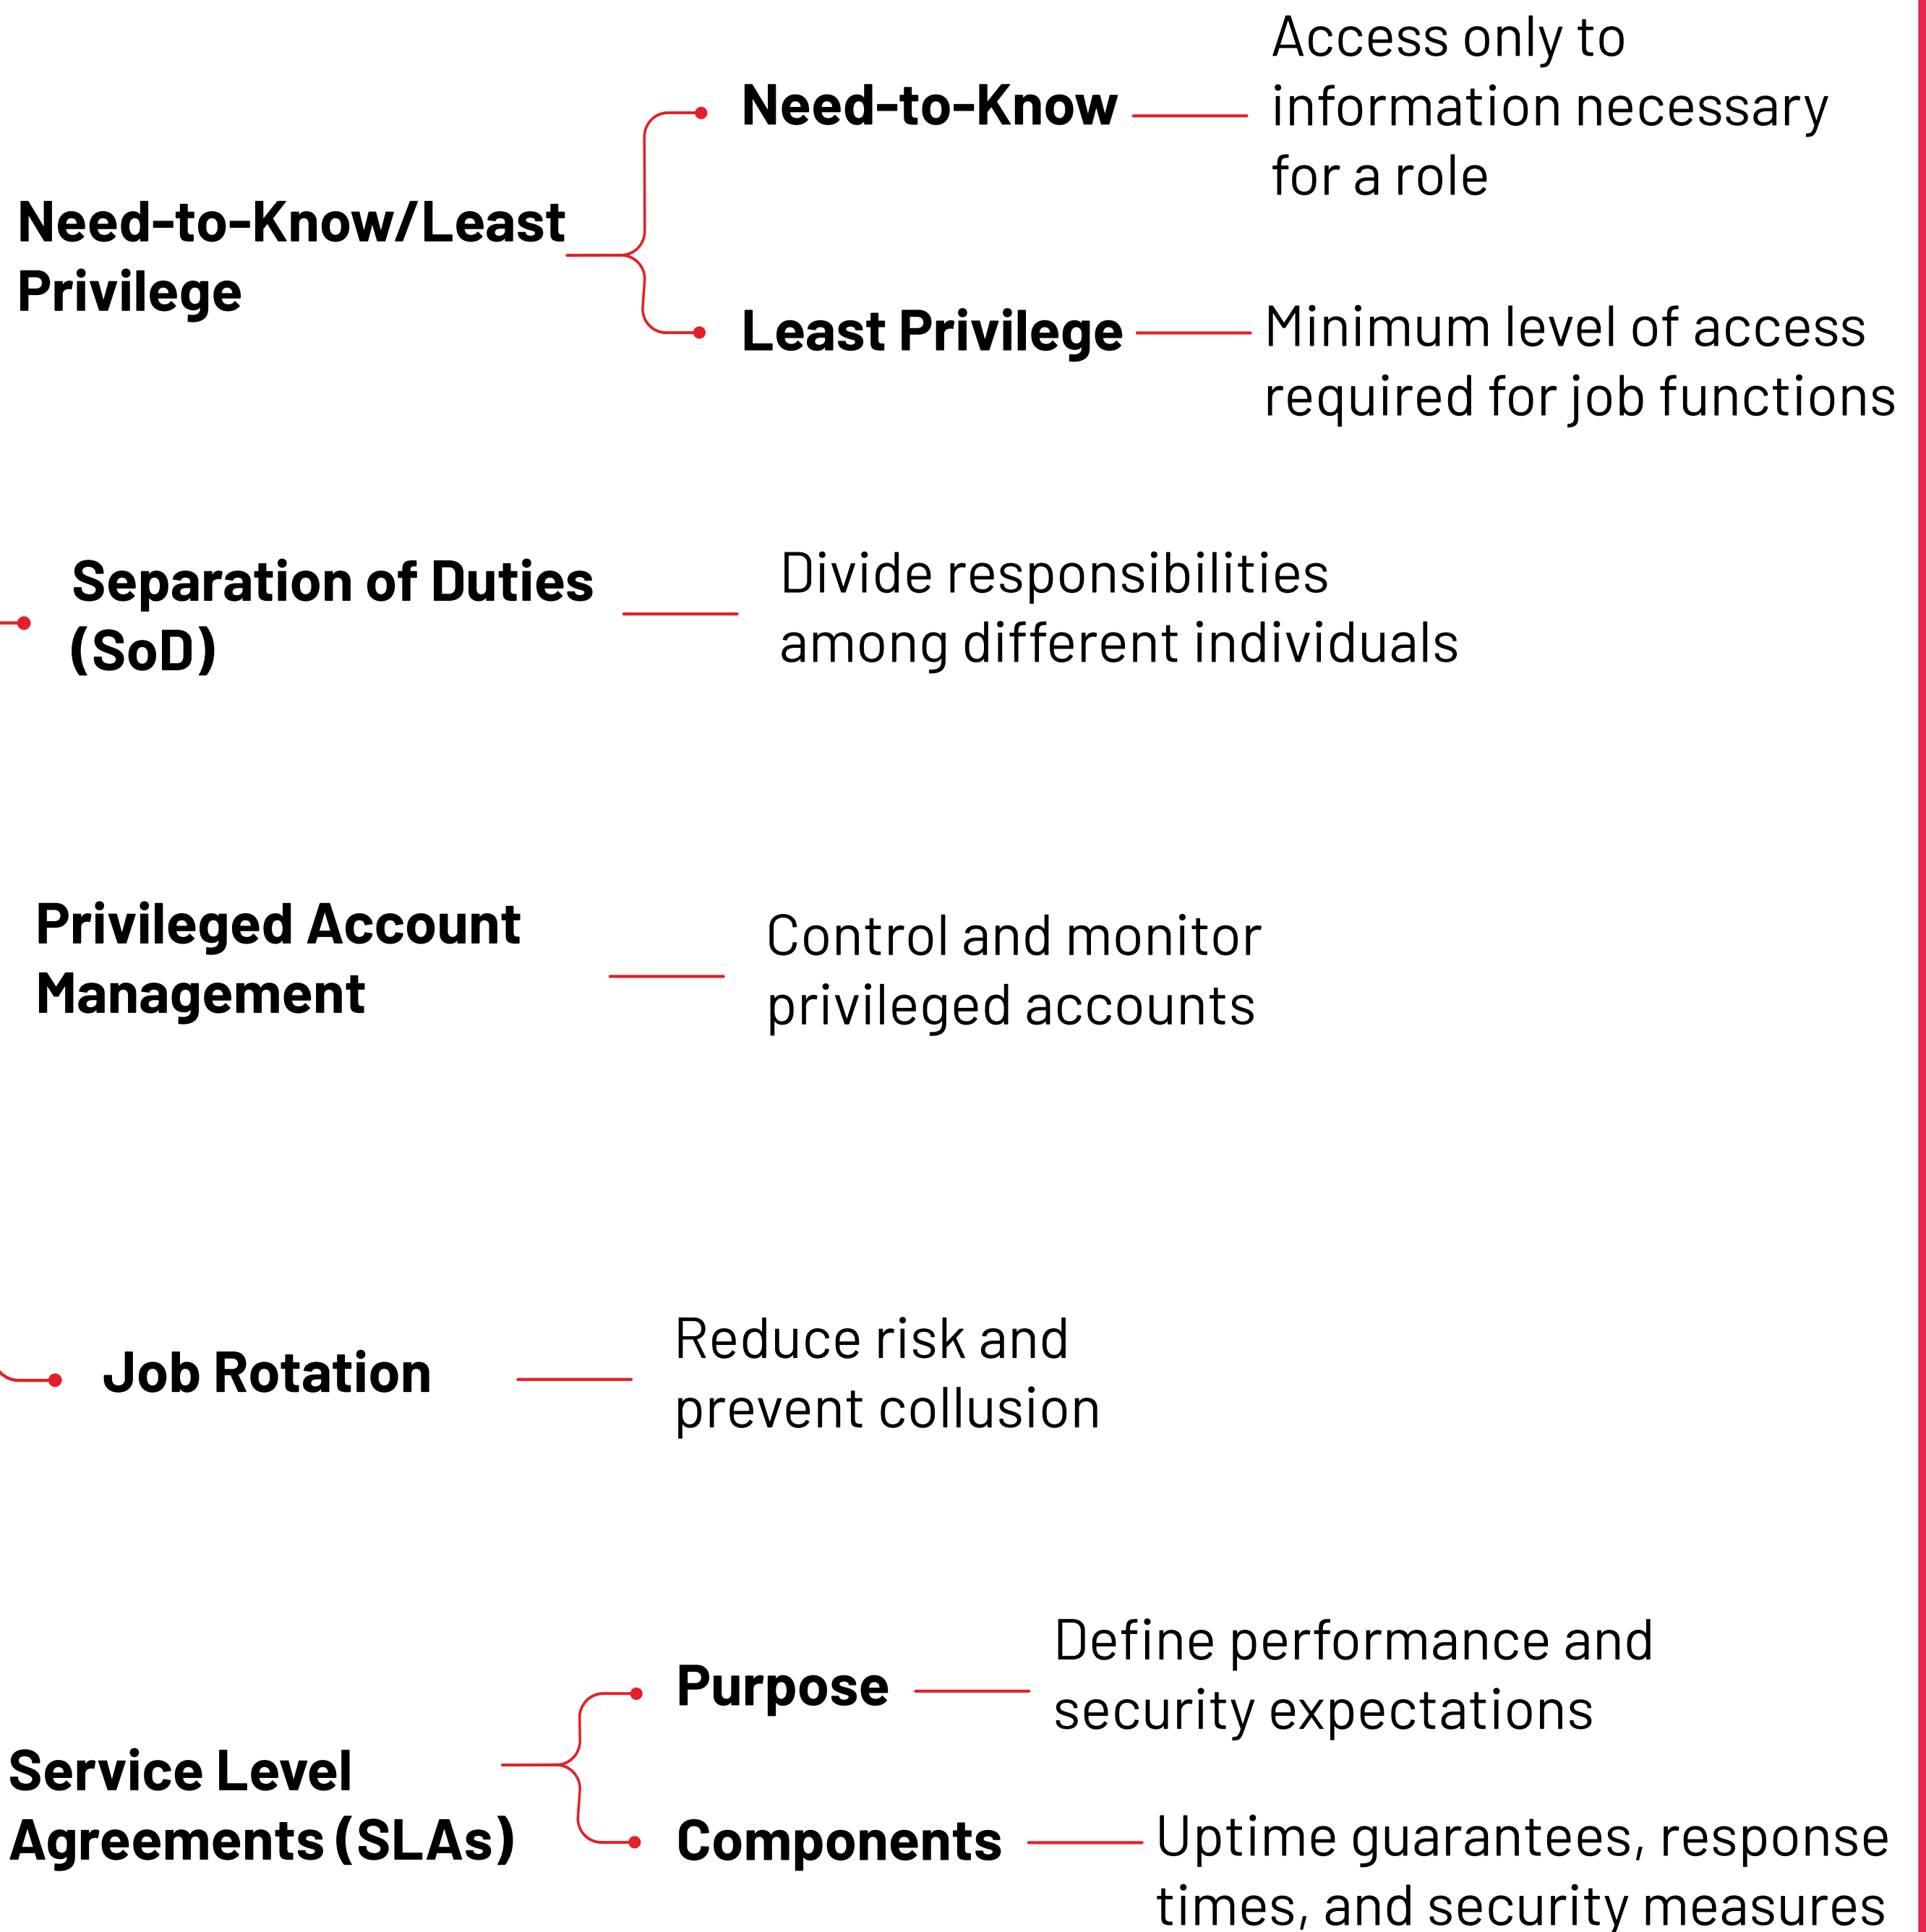 Need-to-Know/Least
Privilege
Need-to-Know
Access only to
information necessary
for a role
Least Privilege
Minimum level of access
required for job functions
Separation of Duties
(SoD)
Divide responsibilities
among different individuals
Privileged Account
Management
Control and monitor
privileged accounts
Job Rotation
Reduce risk and
prevent collusion
Service Level
Agreements (SLAs)
Purpose
Define performance and
security expectations
Components
Uptime guarantees, response
times, and security measures